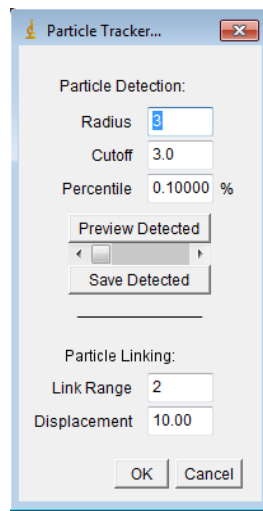 Particle Tracker...
Particle Detection:
Radius 3
Cutoff 3.0
Percentile 0.10000 %
Preview Detected
Save Detected
Particle Linking:
Link Range 2
Displacement 10.00
OK Cancel